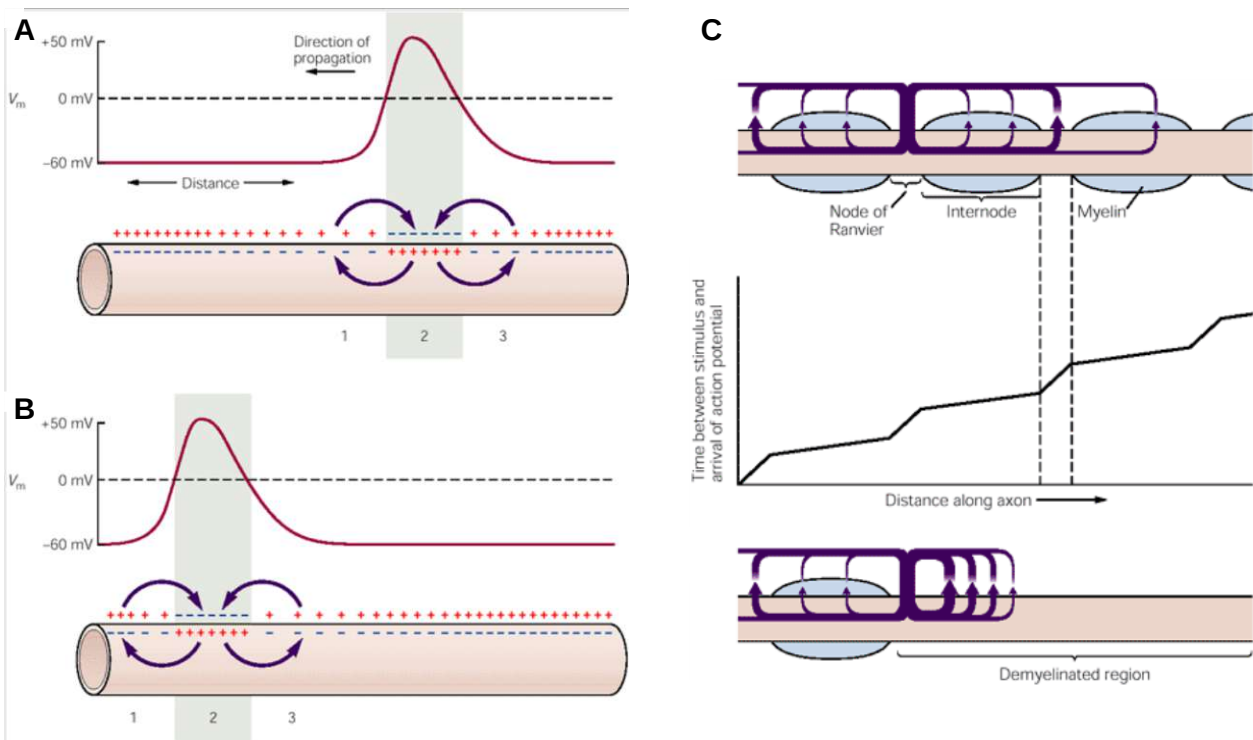 A
+50 mV
Direction of
propagation
Vm
0 mV
−60 mV
Distance
+++++++++++++++ + + + + + + + + −−−−−−− + + + + + +++++++++
−−−−−−−−−−−−−−− − − − − − − − − +++++++ − − − − − −−−−−−−−−
1 2 3
B
+50 mV
Vm
0 mV
−60 mV
1 2 3
C
Node of
Ranvier
Internode
Myelin
Time between stimulus and
arrival of action potential
Distance along axon
Demyelinated region